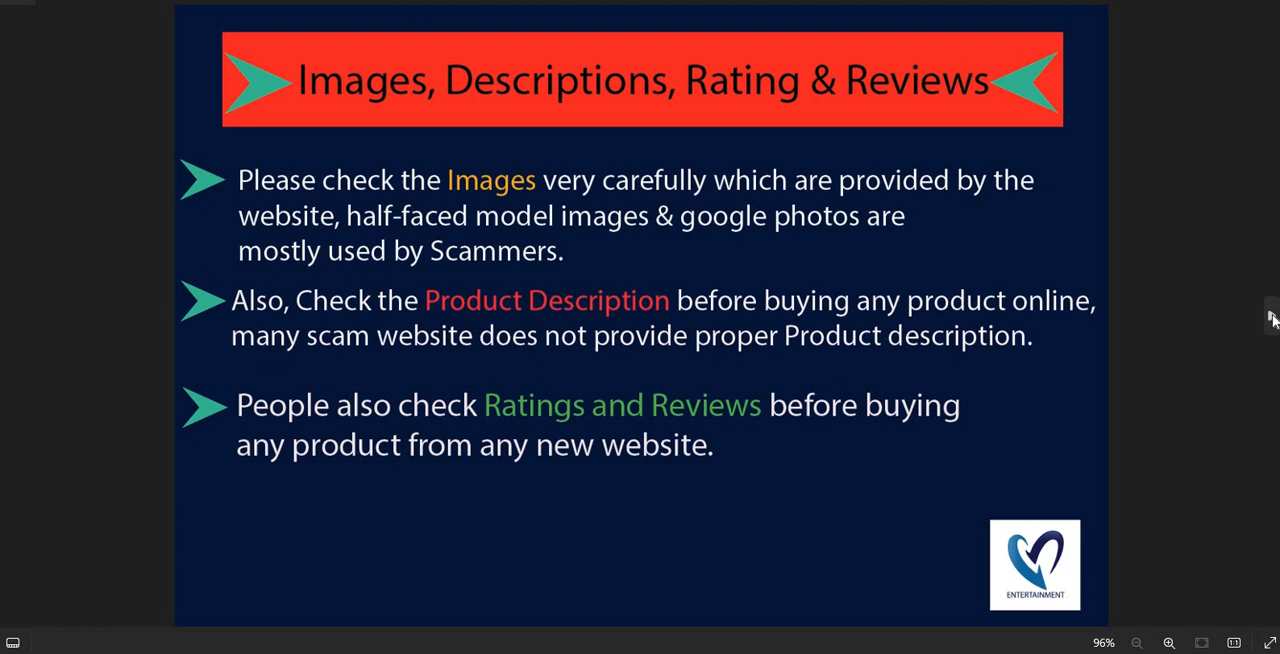 Images, Descriptions, Rating & Reviews
Please check the Images very carefully which are provided by the
website, half-faced model images & google photos are
mostly used by Scammers.
Also, Check the Product Description before buying any product online,
many scam website does not provide proper Product description.
People also check Ratings and Reviews before buying
any product from any new website.
ENTERTAINMENT
96%
1:1